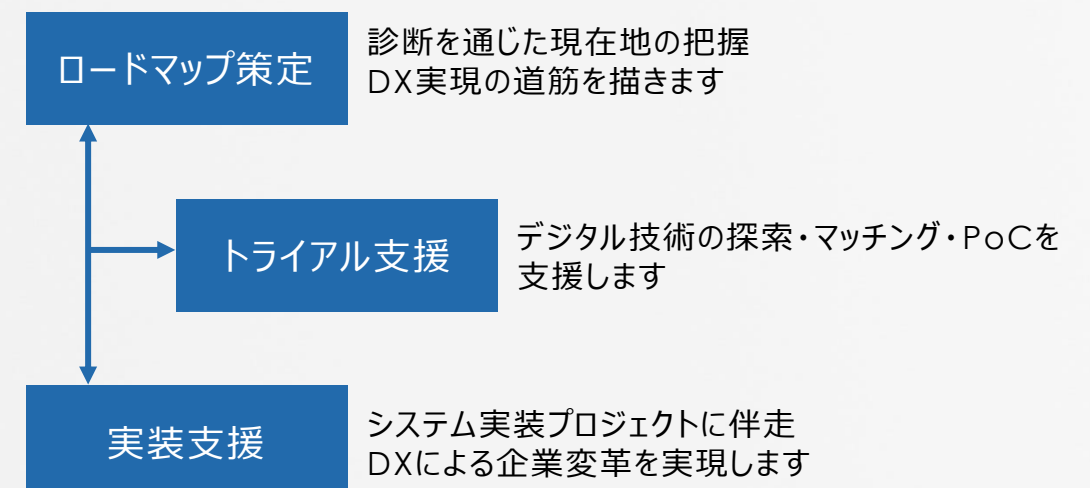 ロードマップ策定
診断を通じた現在地の把握
DX実現の道筋を描きます
トライアル支援
デジタル技術の探索・マッチング・PoCを
支援します
実装支援
システム実装プロジェクトに伴走
DXによる企業変革を実現します